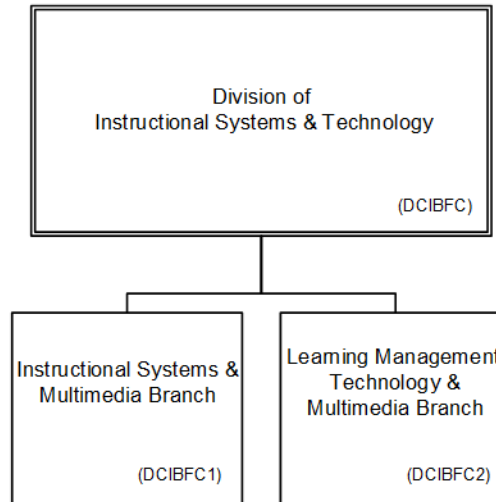 Division of
Instructional Systems & Technology
(DCIBFC)
Instructional Systems &
Multimedia Branch
(DCIBFC1)
Learning Management
Technology &
Multimedia Branch
(DCIBFC2)